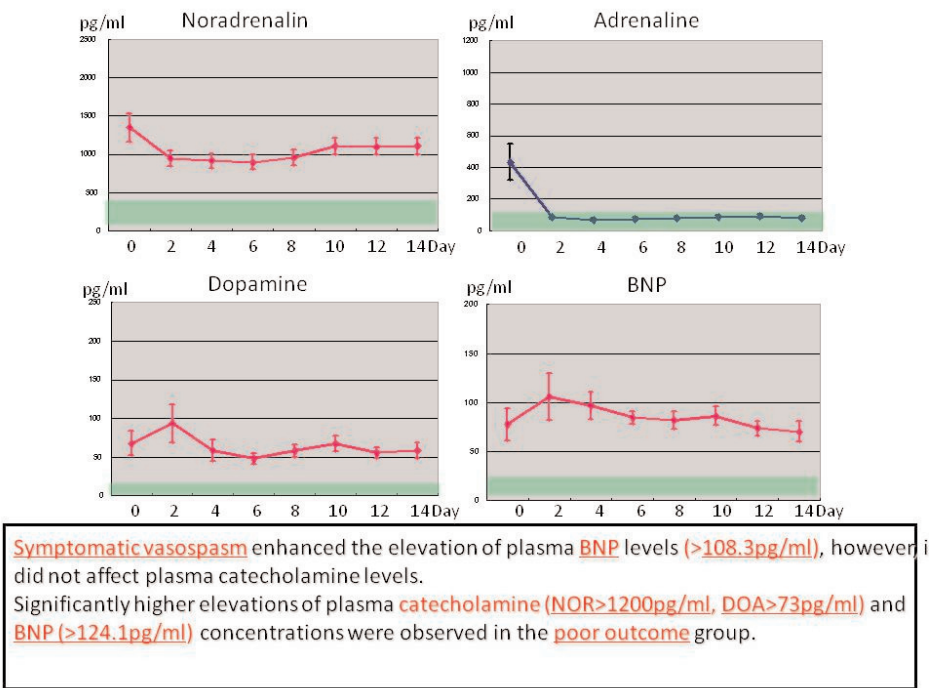 pg/ml Noradrenalin
2500
2000
1500
1000
500
0
0 2 4 6 8 10 12 14 Day
pg/ml Adrenaline
1200
1000
800
600
400
200
0
0 2 4 6 8 10 12 14 Day
pg/ml Dopamine
250
200
150
100
50
0
0 2 4 6 8 10 12 14 Day
pg/ml BNP
200
150
100
50
0
0 2 4 6 8 10 12 14 Day
Symptomatic vasospasm enhanced the elevation of plasma BNP levels (>108.3pg/ml), however, i
did not affect plasma catecholamine levels.
Significantly higher elevations of plasma catecholamine (NOR>1200pg/ml, DOA>73pg/ml) and
BNP (>124.1pg/ml) concentrations were observed in the poor outcome group.